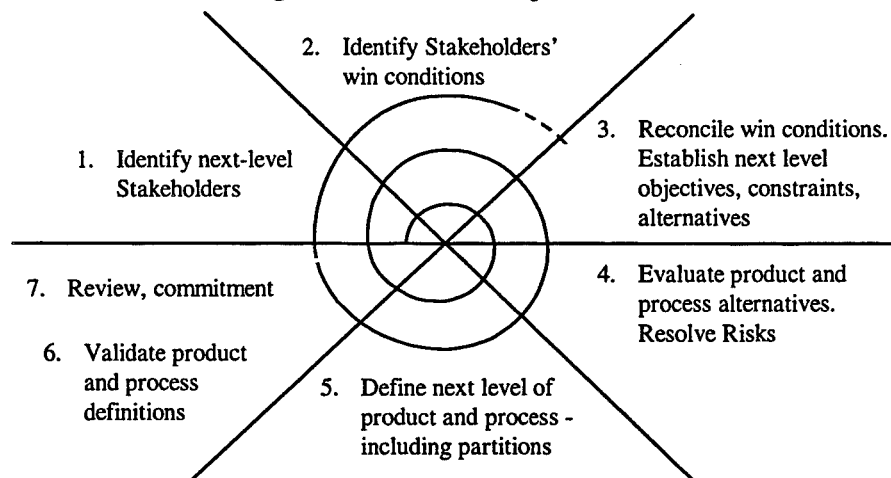 2. Identify Stakeholders'
win conditions
3. Reconcile win conditions.
Establish next level
objectives, constraints,
alternatives
1. Identify next-level
Stakeholders
4. Evaluate product and
process alternatives.
Resolve Risks
7. Review, commitment
6. Validate product
and process
definitions
5. Define next level of
product and process -
including partitions